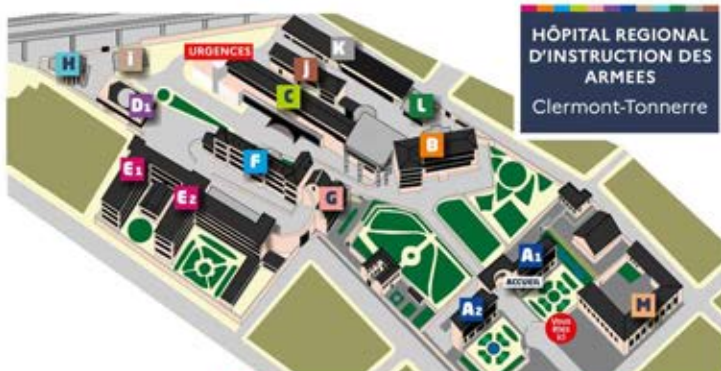 HÔPITAL REGIONAL
D'INSTRUCTION DES
ARMEES
Clermont-Tonnerre
URGENCES
K
H
I
J
C
D1
L
B
E1
F
E2
G
A1
ACCUEIL
M
A2
Vous
êtes
ici